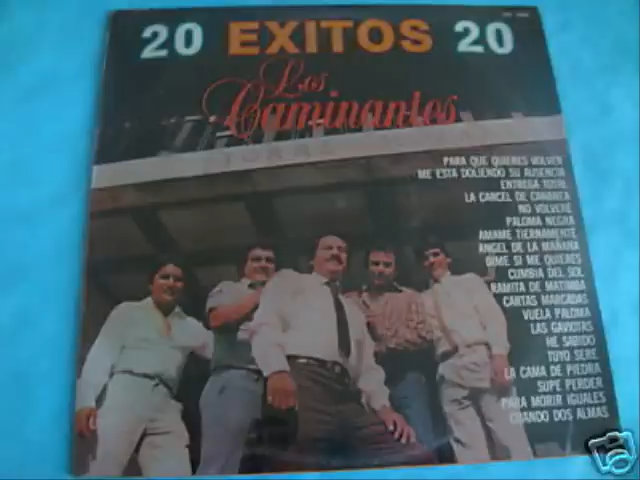 20 EXITOS 20
Los
Caminantes
PARA QUE QUIERES VOLVER
ME ESTA DOLIENDO SU AUSENCIA
ENTREGA TOTAL
LA CARCEL DE CANANEA
NO VOLVERE
PALOMA NEGRA
AMAME TIERNAMENTE
ANGEL DE LA MAÑANA
DIME SI ME QUIERES
CUMBIA DEL SOL
RAMITA DE MATIMBA
CARTAS MARCADAS
VUELA PALOMA
LAS GAVIOTAS
HE SABIDO
TUYO SERE
LA CAMA DE PIEDRA
SUPE PERDER
PARA MORIR IGUALES
CUANDO DOS ALMAS